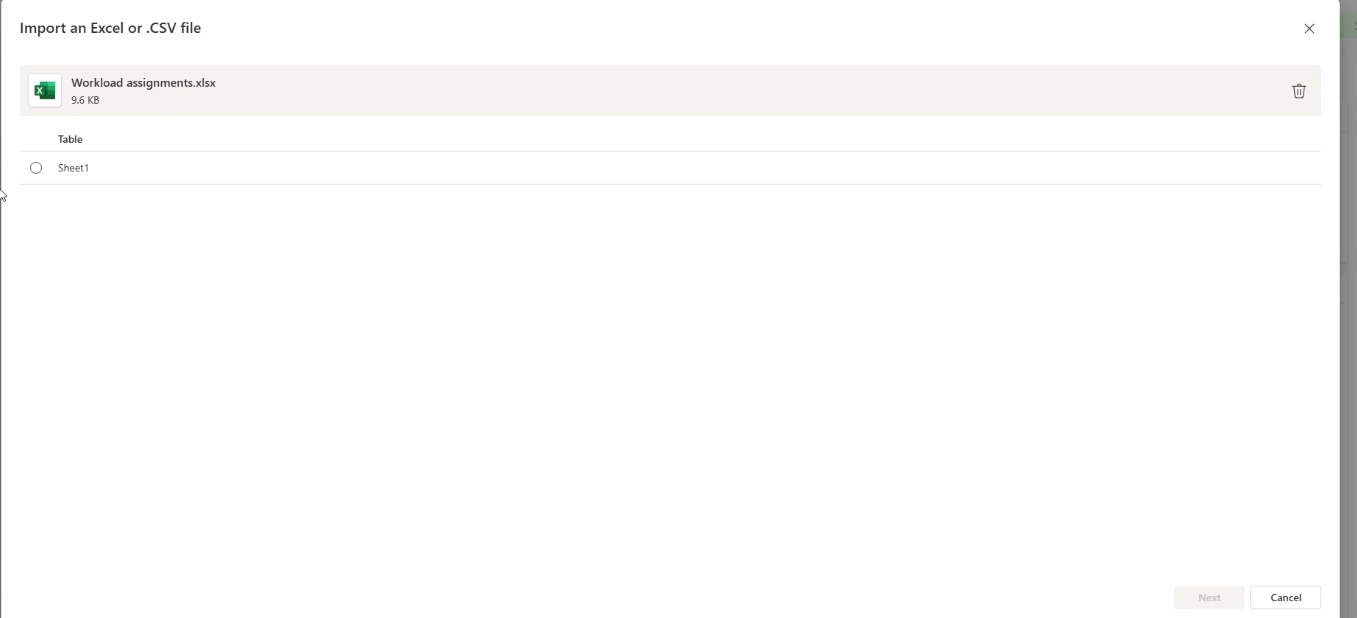 Import an Excel or .CSV file
Workload assignments.xlsx
9.6 KB
Table
Sheet1
Next
Cancel